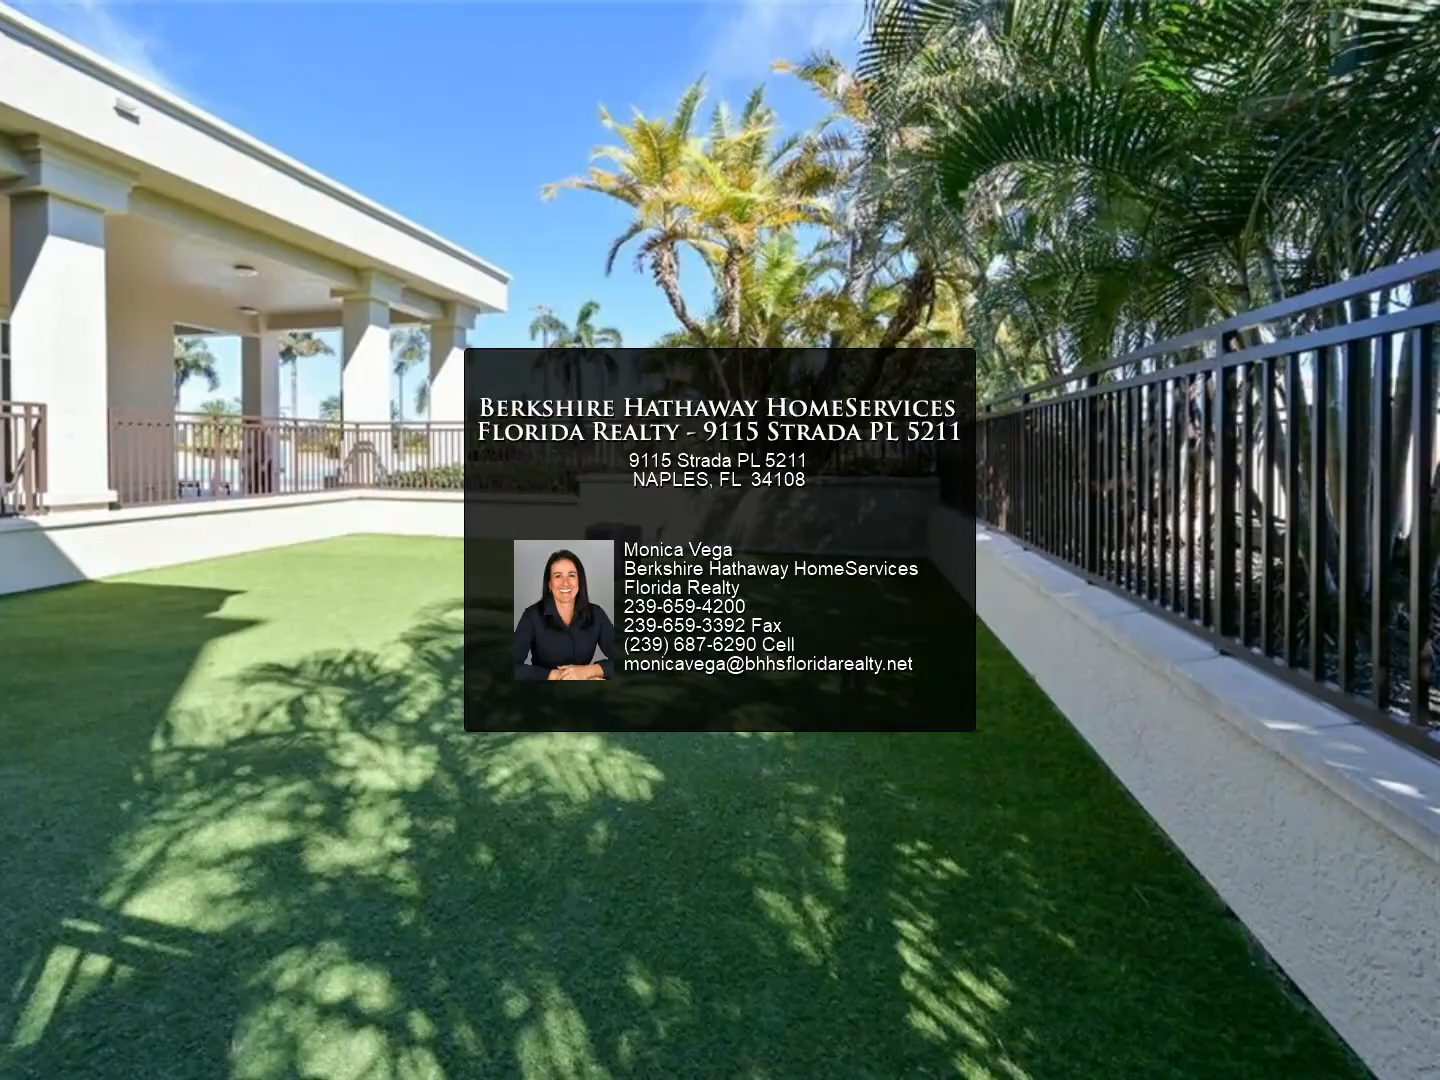 Berkshire Hathaway HomeServices
Florida Realty - 9115 Strada PL 5211
9115 Strada PL 5211
NAPLES, FL  34108
Monica Vega
Berkshire Hathaway HomeServices
Florida Realty
239-659-4200
239-659-3392 Fax
(239) 687-6290 Cell
monicavega@bhhsfloridarealty.net